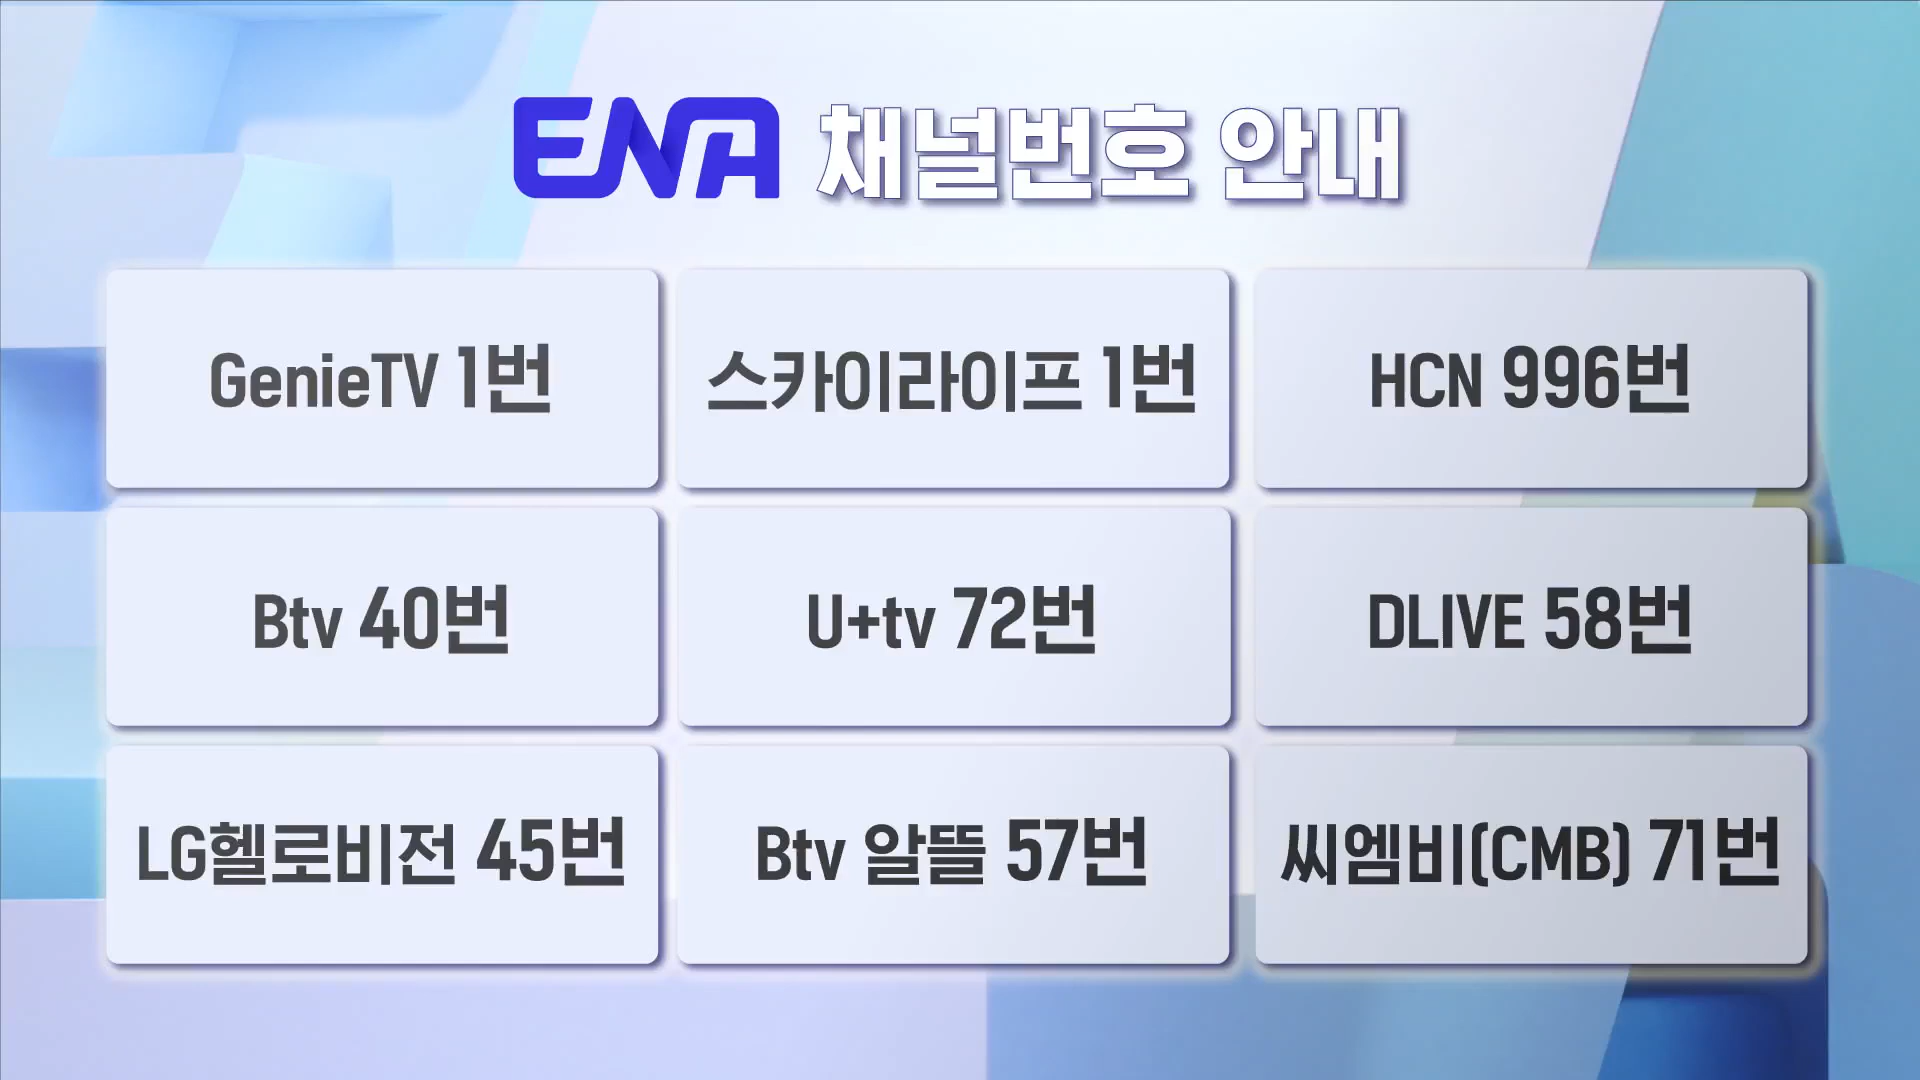 ENA 채널번호 안내
GenieTV 1번
스카이라이프 1번
HCN 996번
Btv 40번
U+tv 72번
DLIVE 58번
LG헬로비전 45번
Btv 알뜰 57번
씨엠비(CMB) 71번